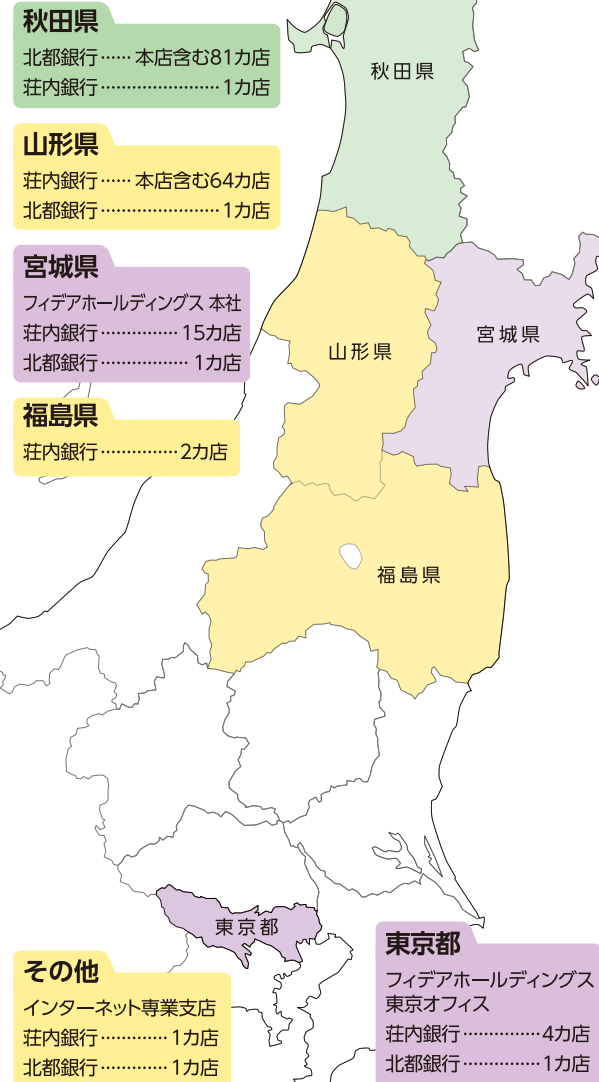 秋田県
北都銀行…… 本店含む81カ店
荘内銀行…………………… 1カ店
山形県
荘内銀行…… 本店含む64カ店
北都銀行…………………… 1カ店
宮城県
フィデアホールディングス 本社
荘内銀行…………… 15カ店
北都銀行……………… 1カ店
福島県
荘内銀行……………2カ店
秋田県
山形県
宮城県
福島県
東京都
その他
インターネット専業支店
荘内銀行………… 1カ店
北都銀行………… 1カ店
東京都
フィデアホールディングス
東京オフィス
荘内銀行……………4カ店
北都銀行……………1カ店